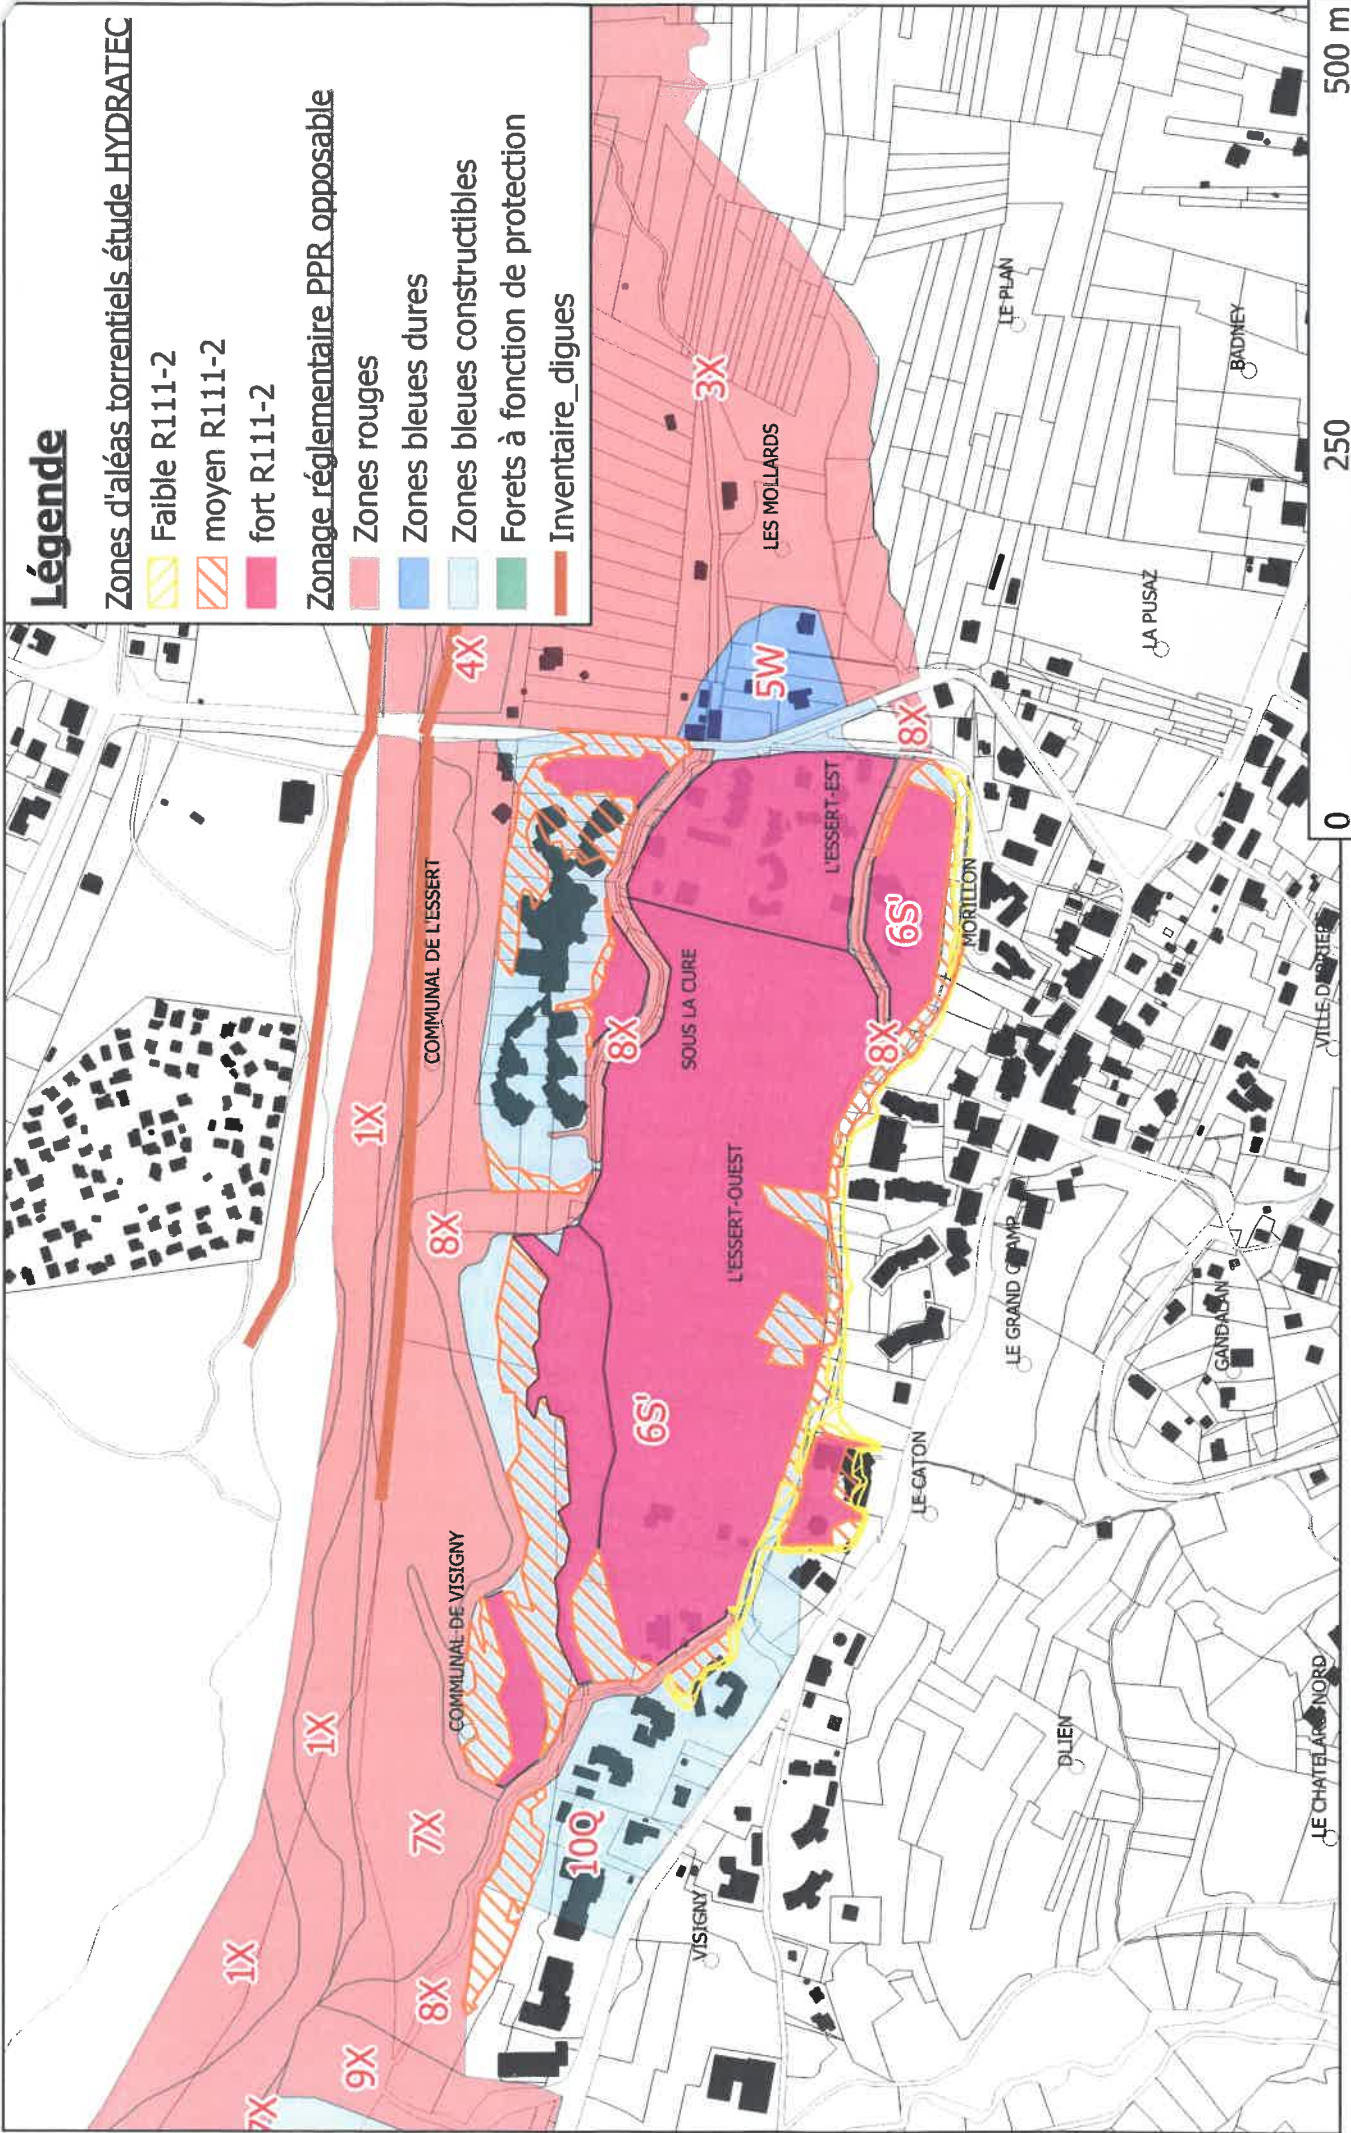 Légende
Zones d'aléas torrentiels étude HYDRATEC
Faible R111-2
moyen R111-2
fort R111-2
Zonage réglementaire PPR opposable
Zones rouges
Zones bleues dures
Zones bleues constructibles
Forets à fonction de protection
Inventaire_digues
7X
1X
9X
8X
7X
1X
COMMUNAL DE VISIGNY
8X
1X
COMMUNAL DE L'ESSERT
4X
10Q
6S'
8X
SOUS LA CURE
L'ESSERT-OUEST
L'ESSERT-EST
5W
3X
LES MOLLARDS
VISIGNY
8X
6S'
8X
MORILLON
LE CATON
LE GRAND CHAMP
LE PLAN
DLIEN
LA PUSAZ
GANDALAN
BADNEY
LE CHATELARD NORD
0
250
500 m